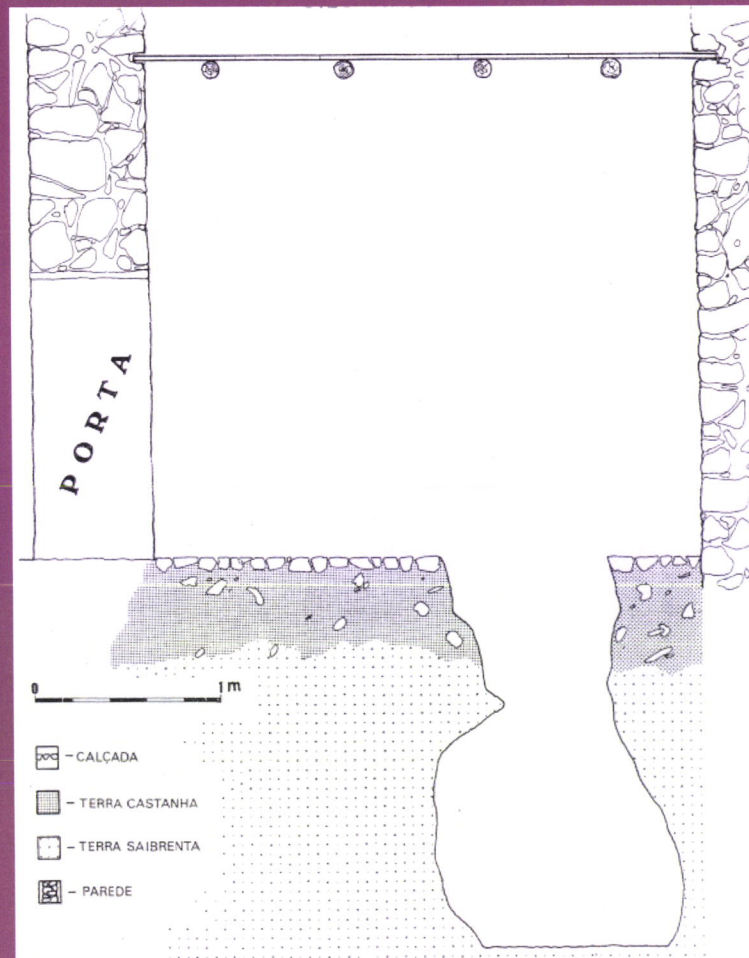 PORTA
0 1 m
– CALÇADA
– TERRA CASTANHA
– TERRA SAIBRENTA
– PAREDE